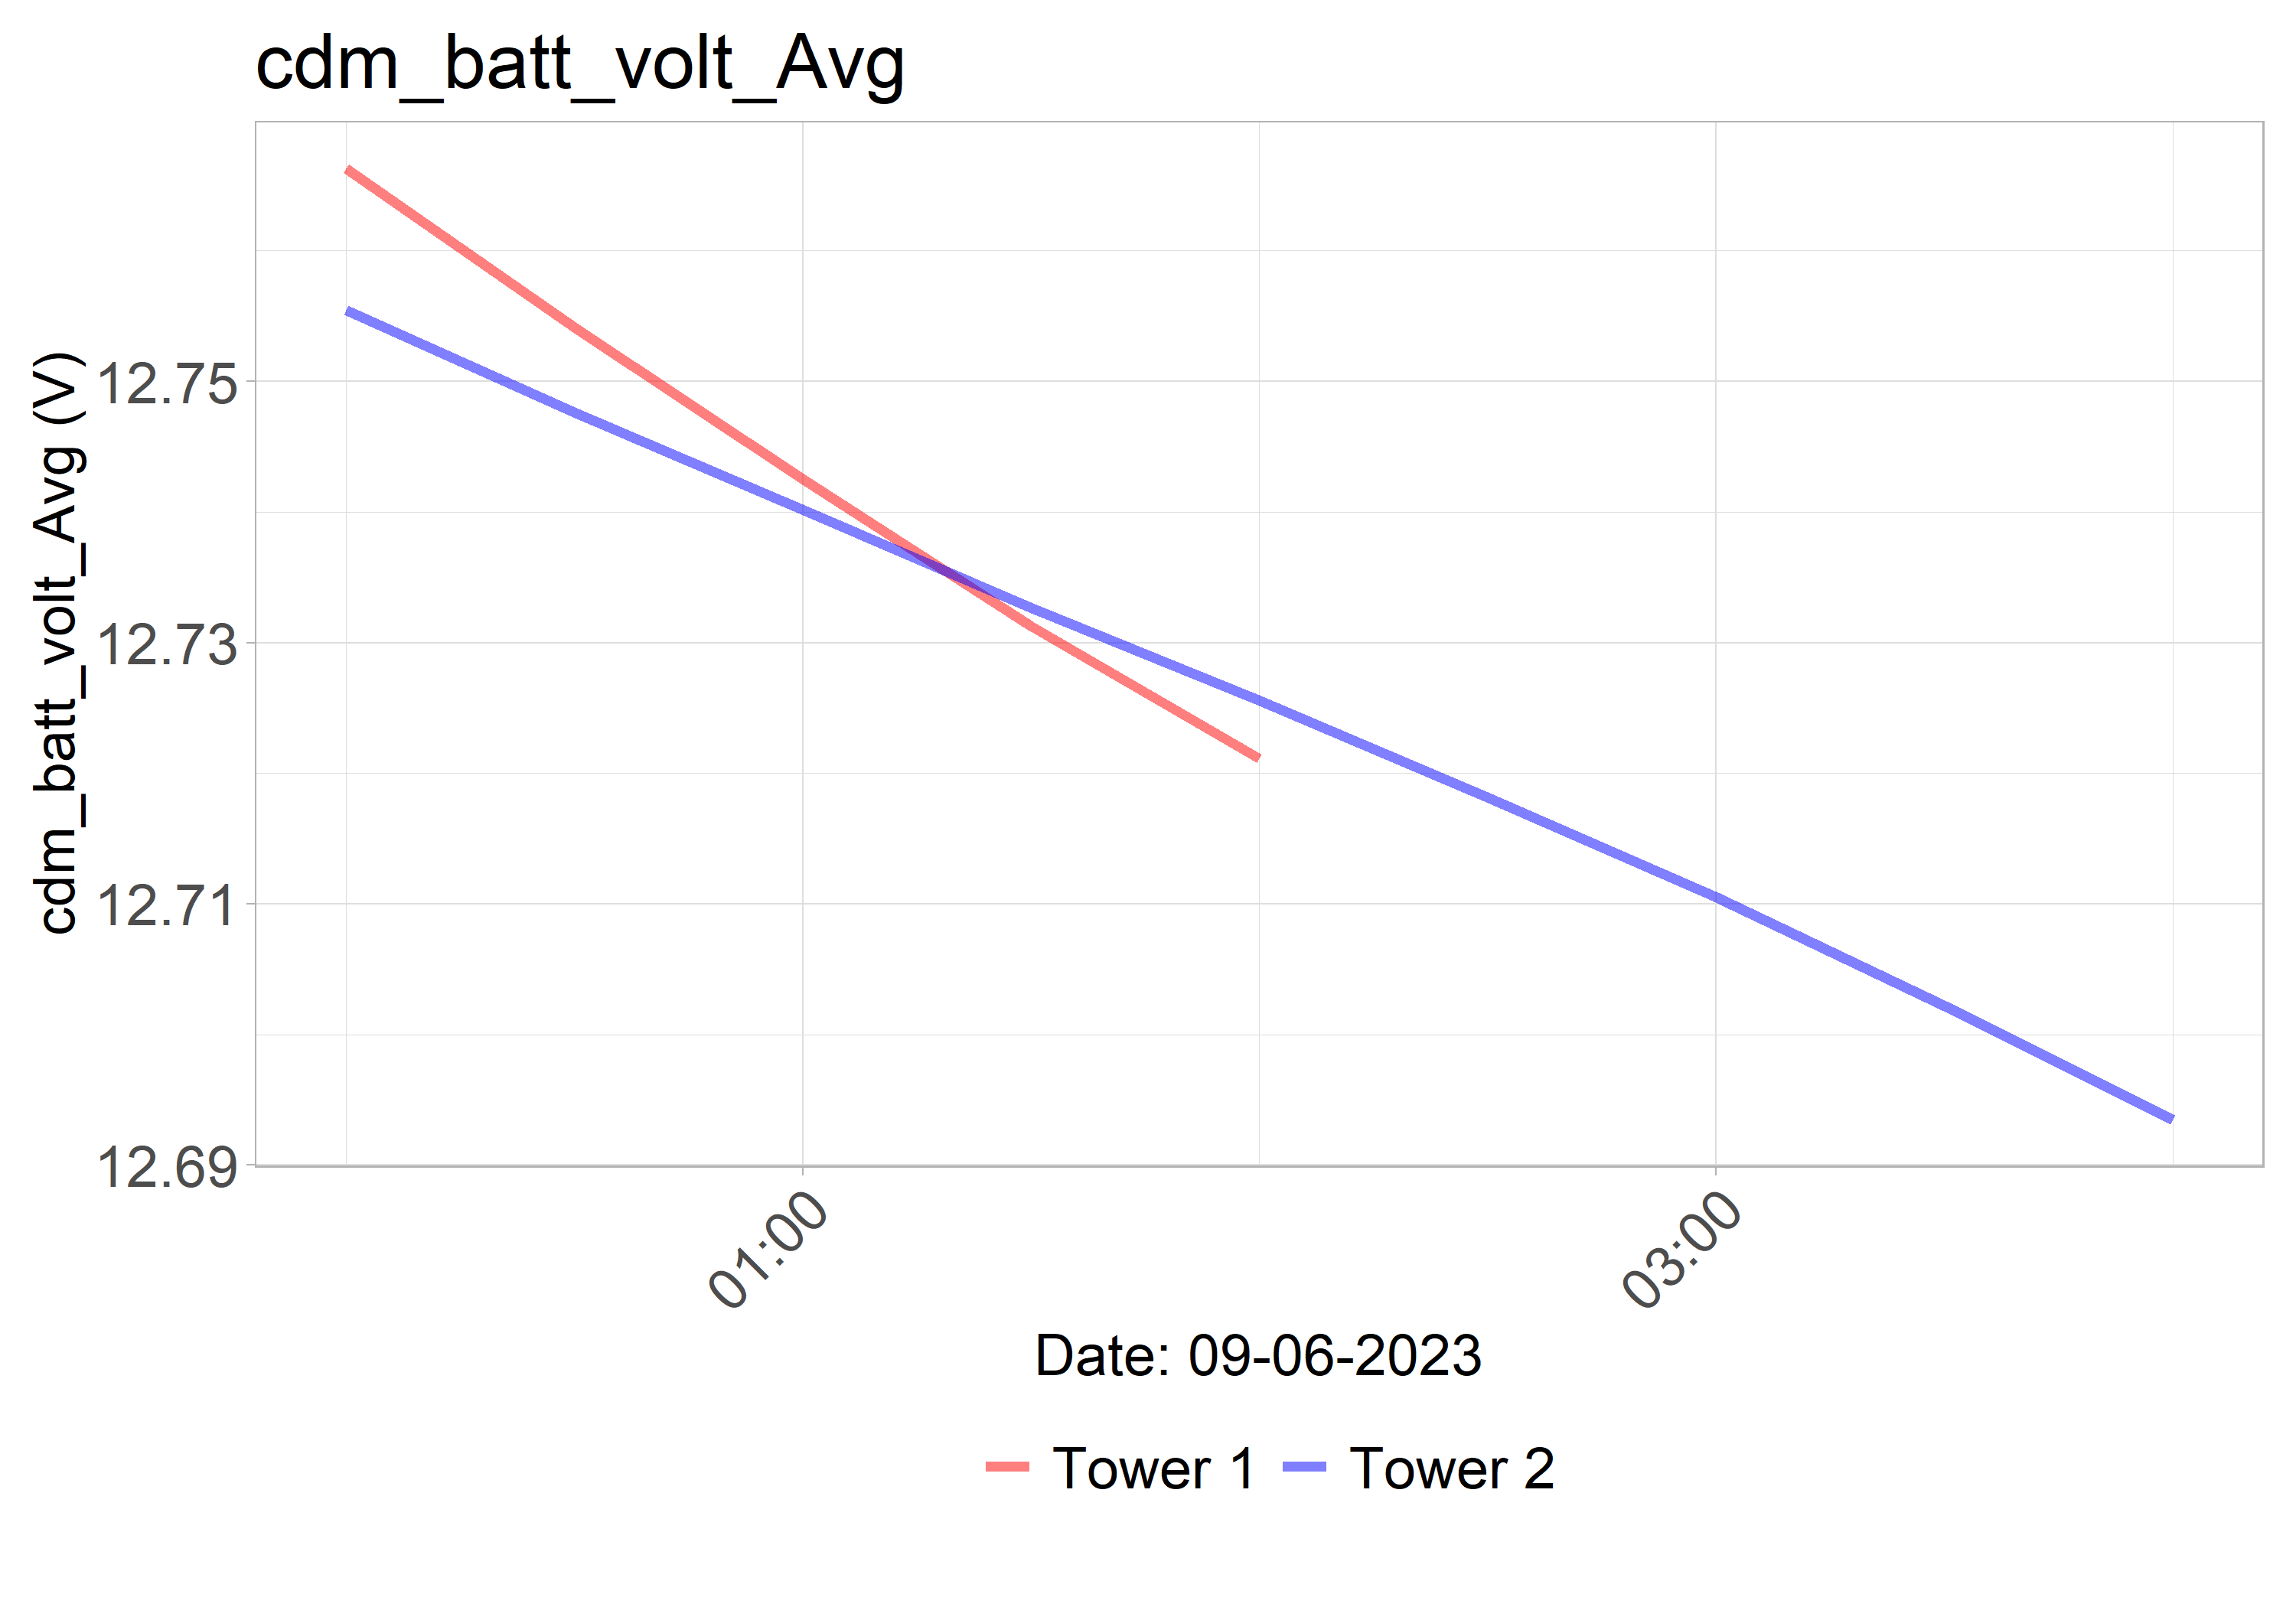 cdm_batt_volt_Avg
cdm_batt_volt_Avg (V)
12.75
12.73
12.71
12.69
01:00
03:00
Date: 09-06-2023
Tower 1
Tower 2